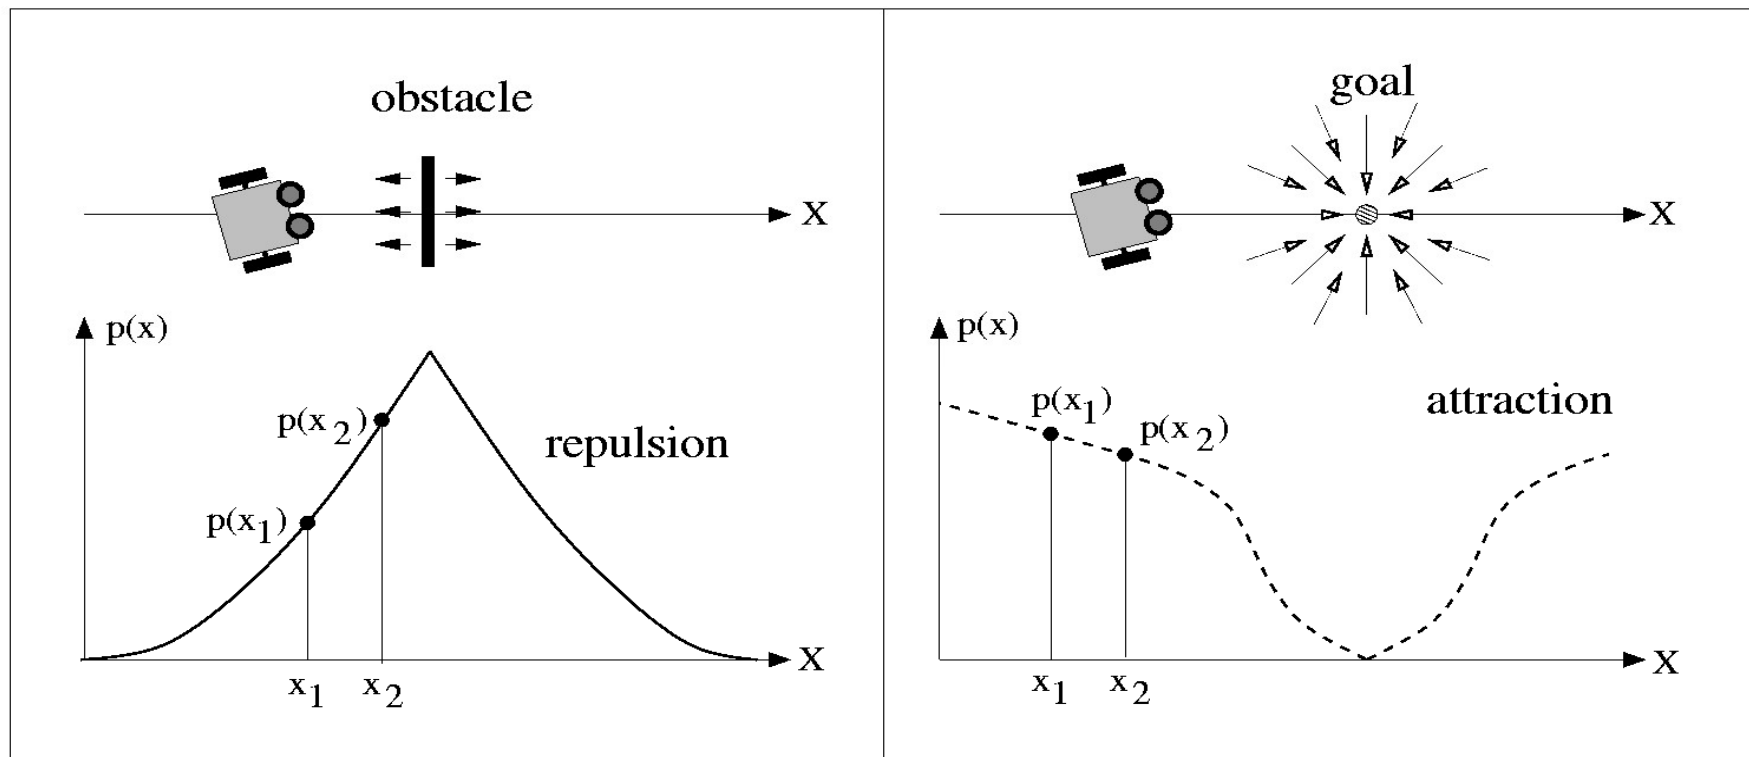 obstacle
X
p(x)
p(x2)
repulsion
p(x1)
X
x1 x2
goal
X
p(x)
p(x1)
attraction
p(x2)
X
x1 x2